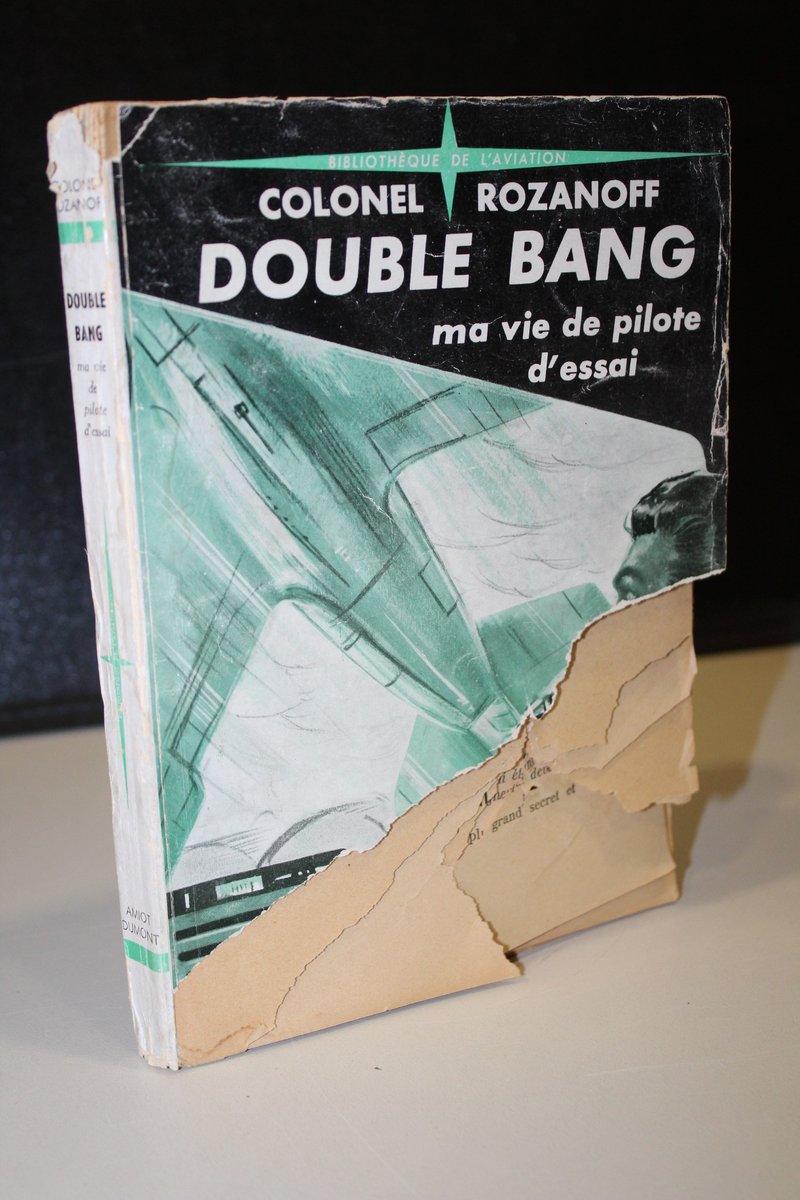 BIBLIOTHÈQUE DE L'AVIATION
COLONEL ROZANOFF
DOUBLE BANG
ma vie de pilote
d'essai
DOUBLE
BANG
ma vie
de
pilote
d'essai
AMIOT
DUMONT
grand secret et